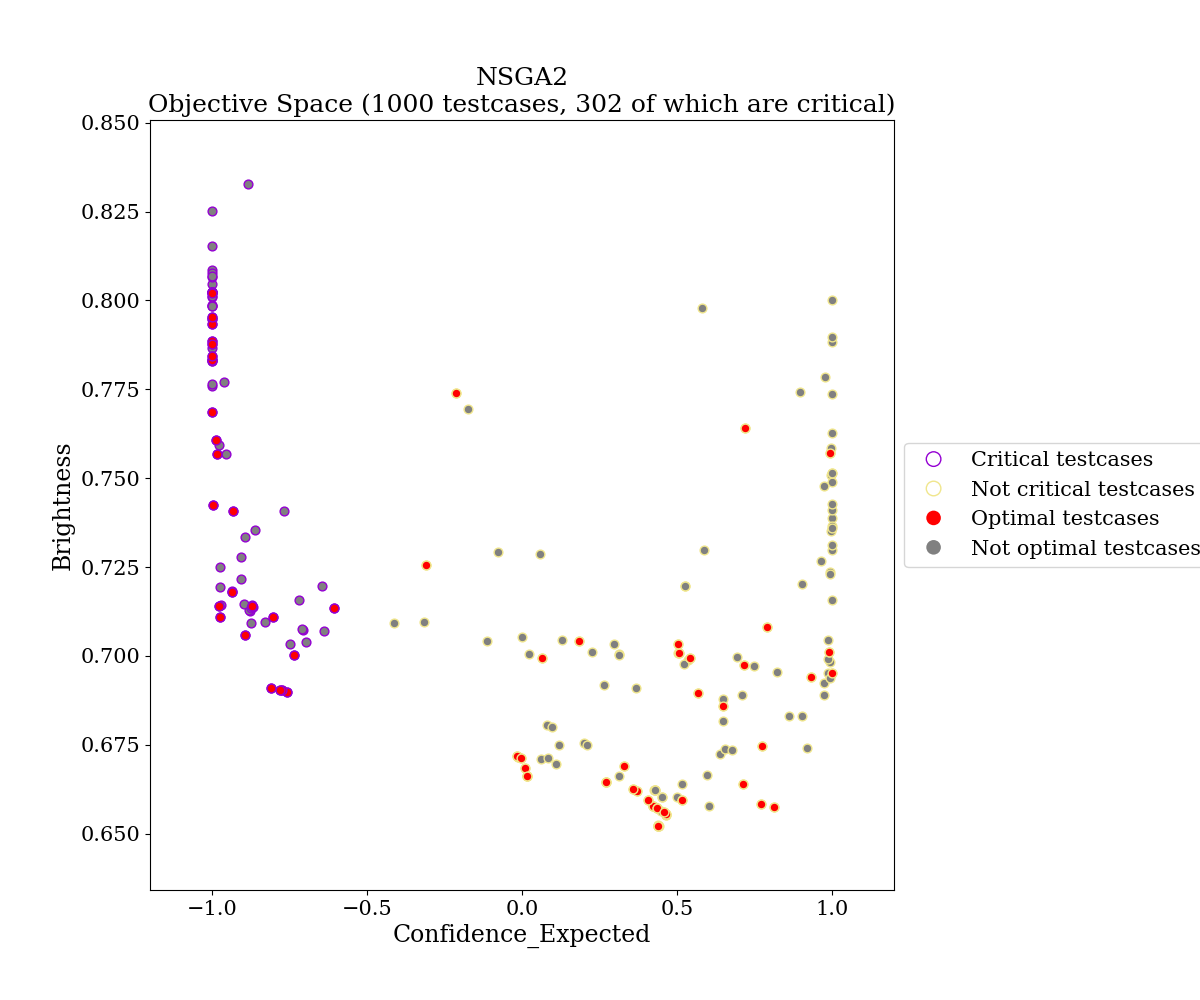 NSGA2
Objective Space (1000 testcases, 302 of which are critical)
0.850
0.825
0.800
0.775
0.750
0.725
0.700
0.675
0.650
Brightness
−1.0
−0.5
0.0
0.5
1.0
Confidence_Expected
Critical testcases
Not critical testcases
Optimal testcases
Not optimal testcases